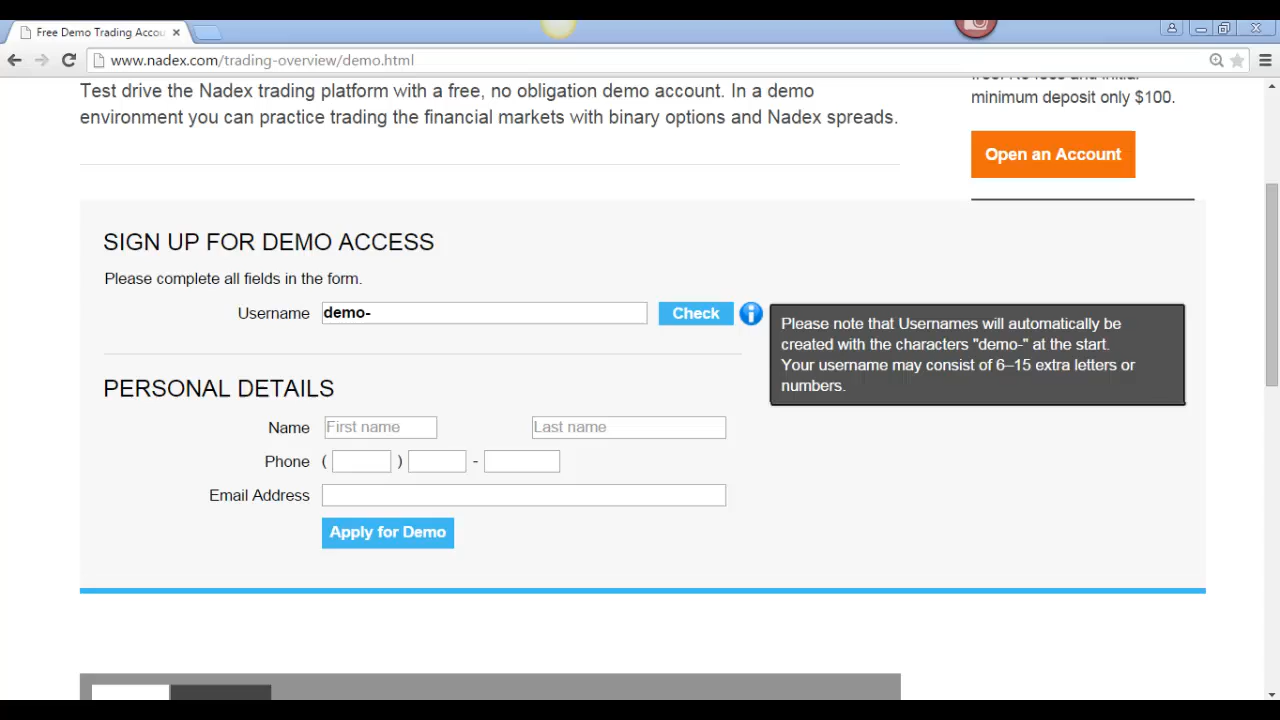 Free Demo Trading Accou
www.nadex.com/trading-overview/demo.html
Test drive the Nadex trading platform with a free, no obligation demo account. In a demo
environment you can practice trading the financial markets with binary options and Nadex spreads.
free. No fees and initial
minimum deposit only $100.
Open an Account
SIGN UP FOR DEMO ACCESS
Please complete all fields in the form.
Username demo- Check i
Please note that Usernames will automatically be
created with the characters "demo-" at the start.
Your username may consist of 6–15 extra letters or
numbers.
PERSONAL DETAILS
Name First name Last name
Phone ( ) -
Email Address
Apply for Demo